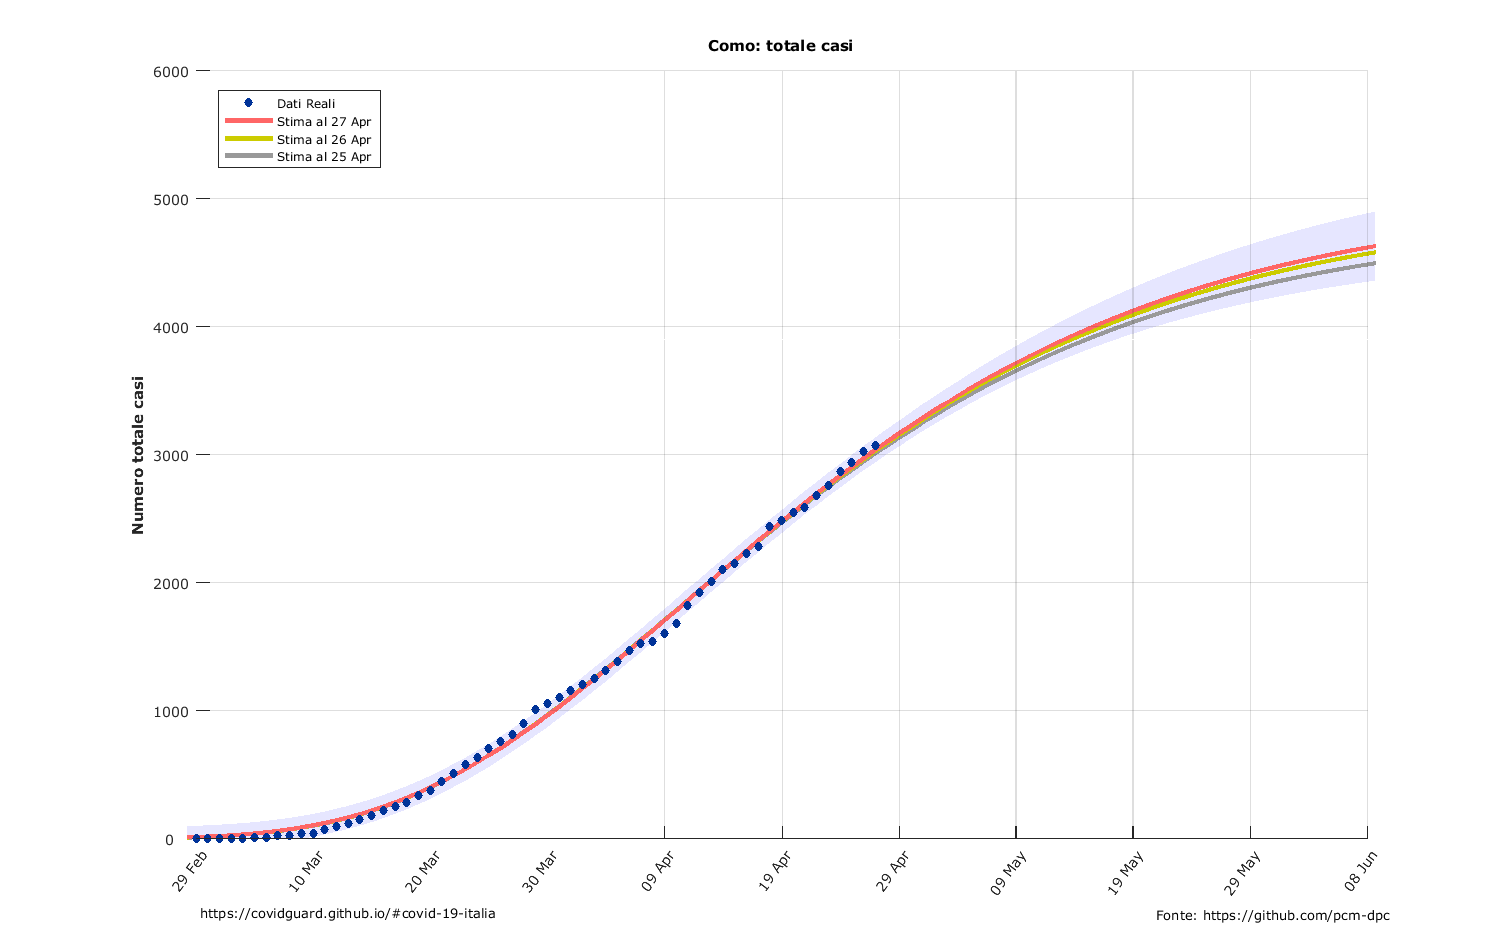 Como: totale casi
6000
5000
4000
3000
2000
1000
0
Numero totale casi
Dati Reali
Stima al 27 Apr
Stima al 26 Apr
Stima al 25 Apr
29 Feb
10 Mar
20 Mar
30 Mar
09 Apr
19 Apr
29 Apr
09 May
19 May
29 May
08 Jun
https://covidguard.github.io/#covid-19-italia
Fonte: https://github.com/pcm-dpc